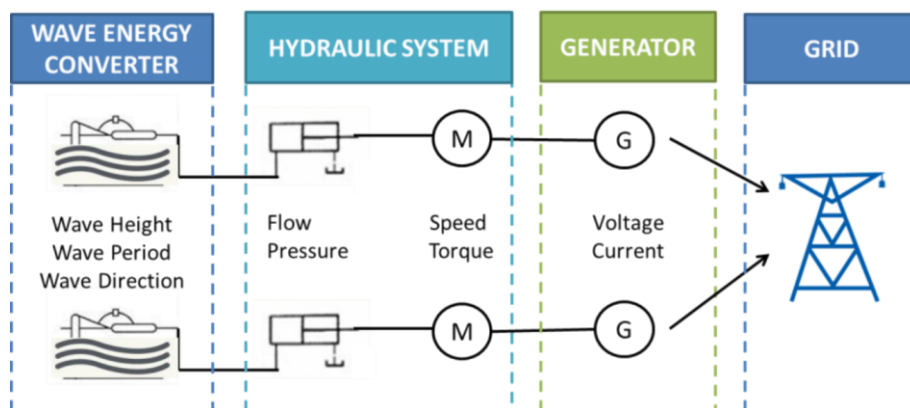 WAVE ENERGY
CONVERTER
HYDRAULIC SYSTEM
GENERATOR
GRID
M
G
Wave Height
Wave Period
Wave Direction
Flow
Pressure
Speed
Torque
Voltage
Current
M
G